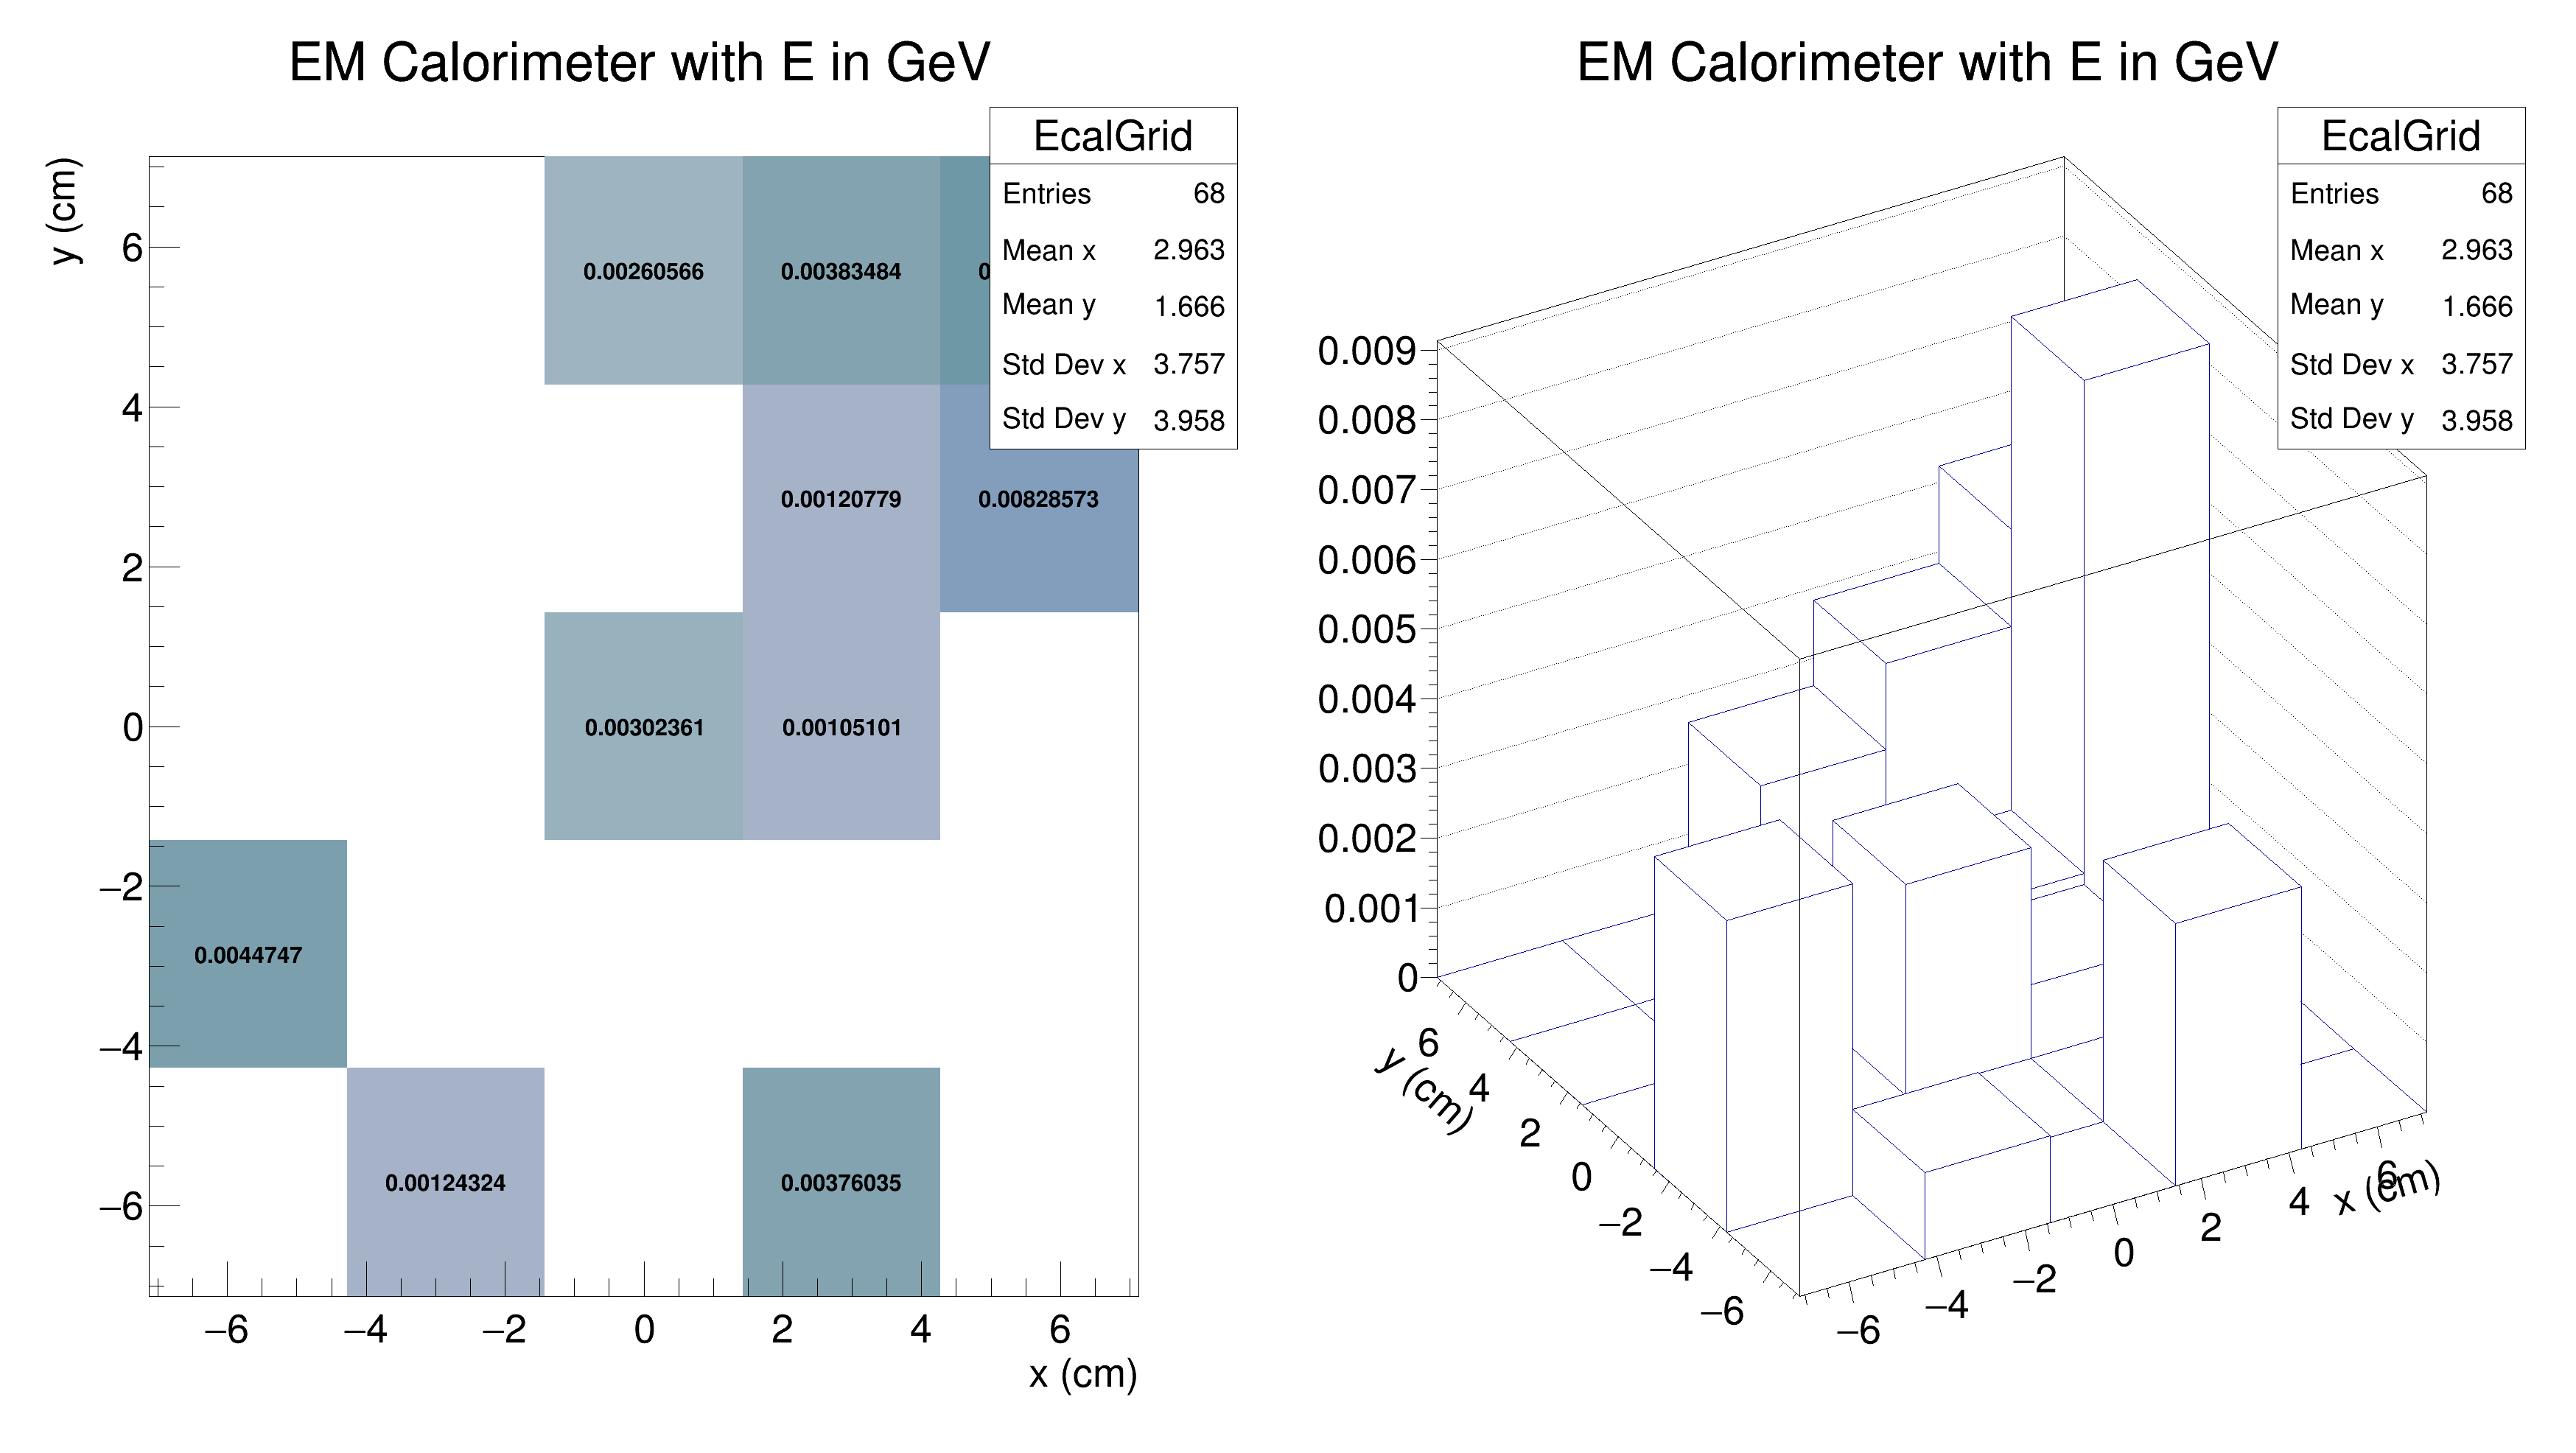 EM Calorimeter with E in GeV
EcalGrid
Entries 68
Mean x 2.963
Mean y 1.666
Std Dev x 3.757
Std Dev y 3.958
y (cm)
6
4
2
0
−2
−4
−6
0.00260566 0.00383484 0
0.00120779 0.00828573
0.00302361 0.00105101
0.0044747
0.00124324 0.00376035
−6 −4 −2 0 2 4 6
x (cm)
EM Calorimeter with E in GeV
EcalGrid
Entries 68
Mean x 2.963
Mean y 1.666
Std Dev x 3.757
Std Dev y 3.958
0.009
0.008
0.007
0.006
0.005
0.004
0.003
0.002
0.001
0
6
4
2
0
−2
−4
−6
y (cm)
−6
−4
−2
0
2
4
6
x (cm)